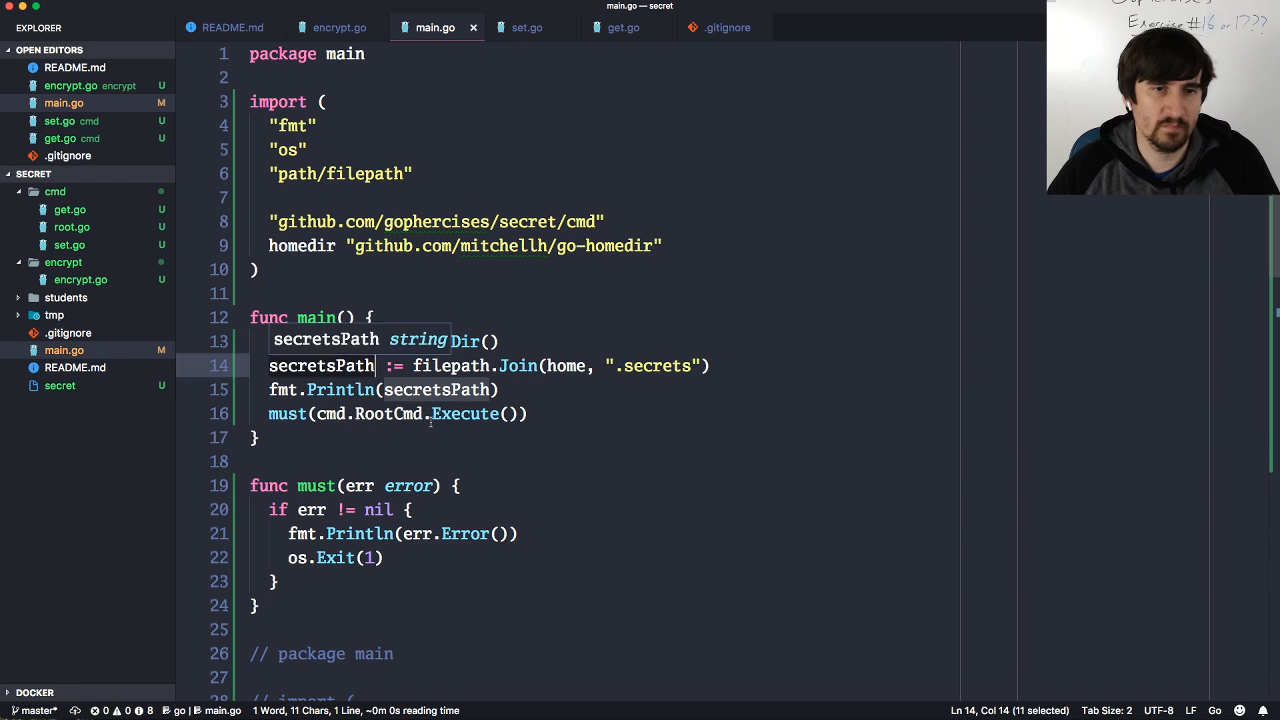 main.go — secret
EXPLORER
README.md
encrypt.go
main.go
set.go
get.go
.gitignore
Exercise #16 or 17???
OPEN EDITORS
README.md
encrypt.go encrypt U
main.go M
set.go cmd U
get.go cmd U
.gitignore
SECRET
cmd
get.go U
root.go U
set.go U
encrypt
encrypt.go U
students
tmp
.gitignore
main.go M
README.md
secret U
DOCKER
1 package main
2
3 import (
4 "fmt"
5 "os"
6 "path/filepath"
7
8 "github.com/gophercises/secret/cmd"
9 homedir "github.com/mitchellh/go-homedir"
10 )
11
12 func main() {
secretsPath string
13 Dir()
14 secretsPath := filepath.Join(home, ".secrets")
15 fmt.Println(secretsPath)
16 must(cmd.RootCmd.Execute())
17 }
18
19 func must(err error) {
20 if err != nil {
21 fmt.Println(err.Error())
22 os.Exit(1)
23 }
24 }
25
26 // package main
27
28 // import (
master* 0 0 8 go main.go 1 Word, 11 Chars, 1 Line, ~0m 0s reading time Ln 14, Col 14 (11 selected) Tab Size: 2 UTF-8 LF Go